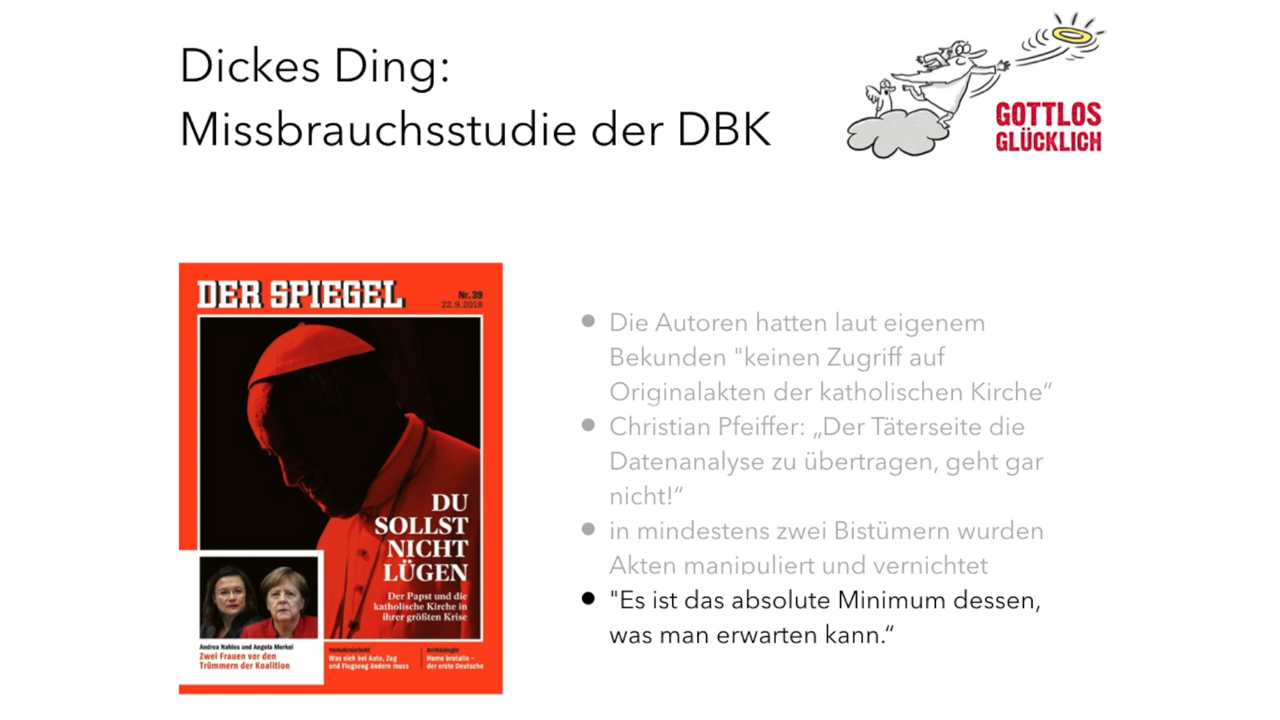 Dickes Ding:
Missbrauchsstudie der DBK
GOTTLOS
GLÜCKLICH
DER SPIEGEL
Nr. 39
22.9.2018
DU
SOLLST
NICHT
LÜGEN
Der Papst und die
katholische Kirche in
ihrer größten Krise
Andrea Nahles und Angela Merkel
Zwei Frauen vor den
Trümmern der Koalition
Verkehrsinfarkt
Was sich bei Auto, Zug
und Flugzeug ändern muss
Archäologie
Homo brutalis –
der erste Deutsche
• Die Autoren hatten laut eigenem
Bekunden "keinen Zugriff auf
Originalakten der katholischen Kirche“
• Christian Pfeiffer: „Der Täterseite die
Datenanalyse zu übertragen, geht gar
nicht!“
• in mindestens zwei Bistümern wurden
Akten manipuliert und vernichtet
• "Es ist das absolute Minimum dessen,
was man erwarten kann.“